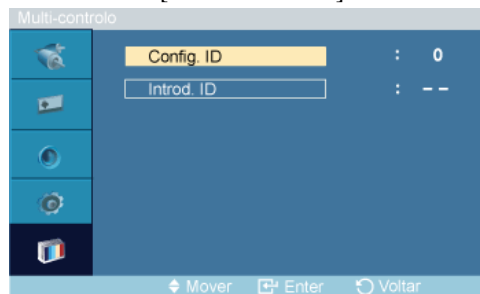 Multi-controlo
Config. ID : 0
Introd. ID : – –
Mover Enter Voltar